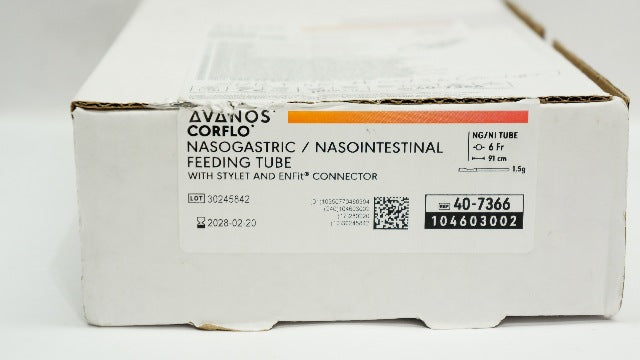 AVANOS
CORFLO
NASOGASTRIC / NASOINTESTINAL
FEEDING TUBE
WITH STYLET AND ENFit® CONNECTOR
NG/NI TUBE
6 Fr
91 cm
1.5g
LOT 30245842
2028-02-20
REF 40-7366
104603002